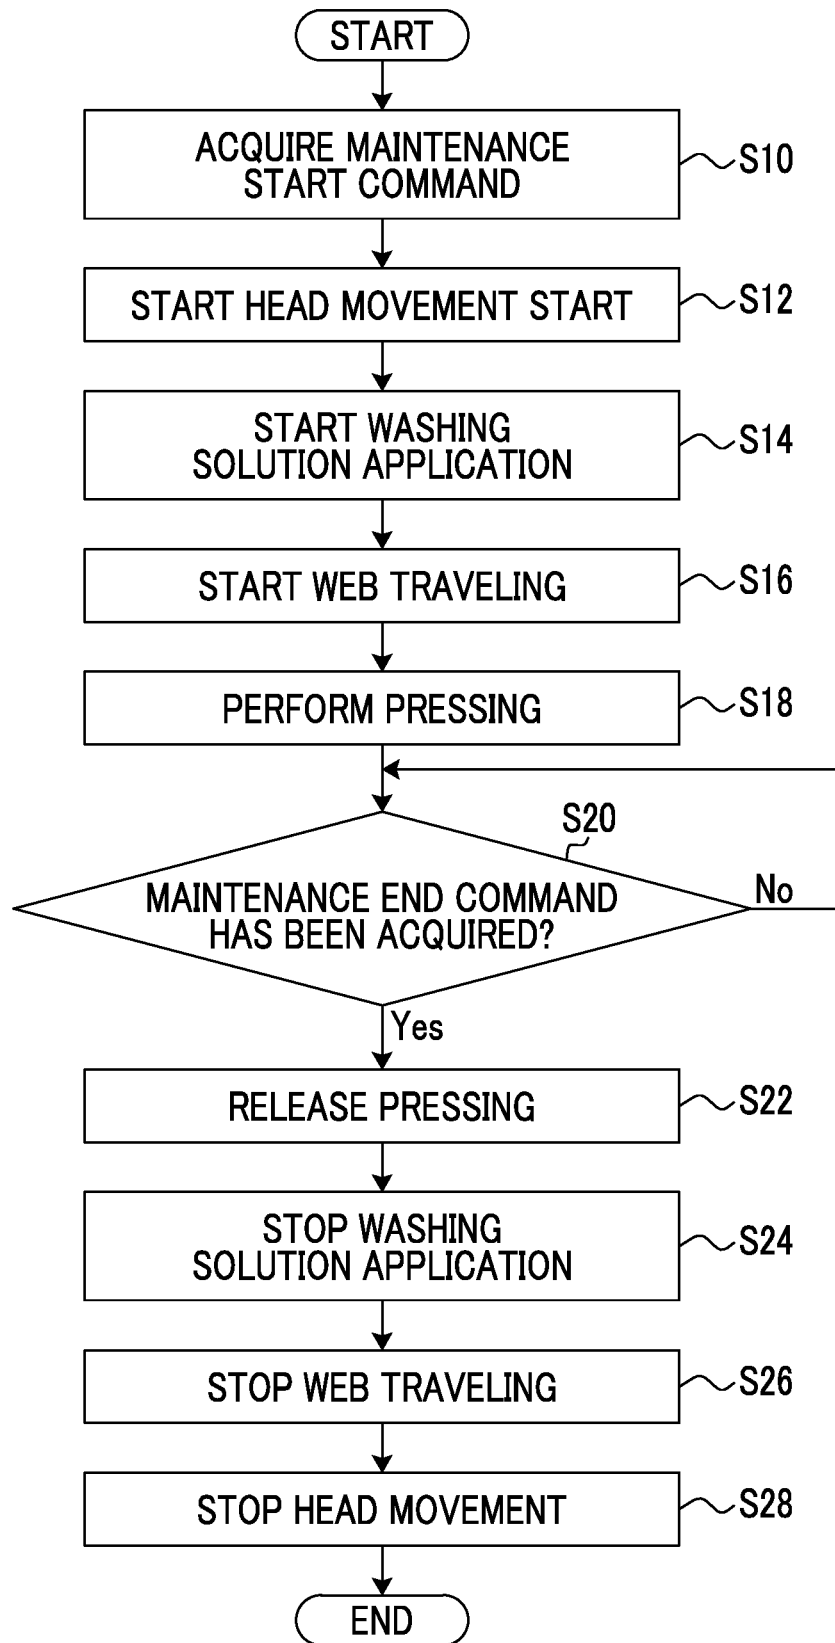 START
ACQUIRE MAINTENANCE
START COMMAND
S10
START HEAD MOVEMENT START
S12
START WASHING
SOLUTION APPLICATION
S14
START WEB TRAVELING
S16
PERFORM PRESSING
S18
S20
MAINTENANCE END COMMAND
HAS BEEN ACQUIRED?
No
Yes
RELEASE PRESSING
S22
STOP WASHING
SOLUTION APPLICATION
S24
STOP WEB TRAVELING
S26
STOP HEAD MOVEMENT
S28
END